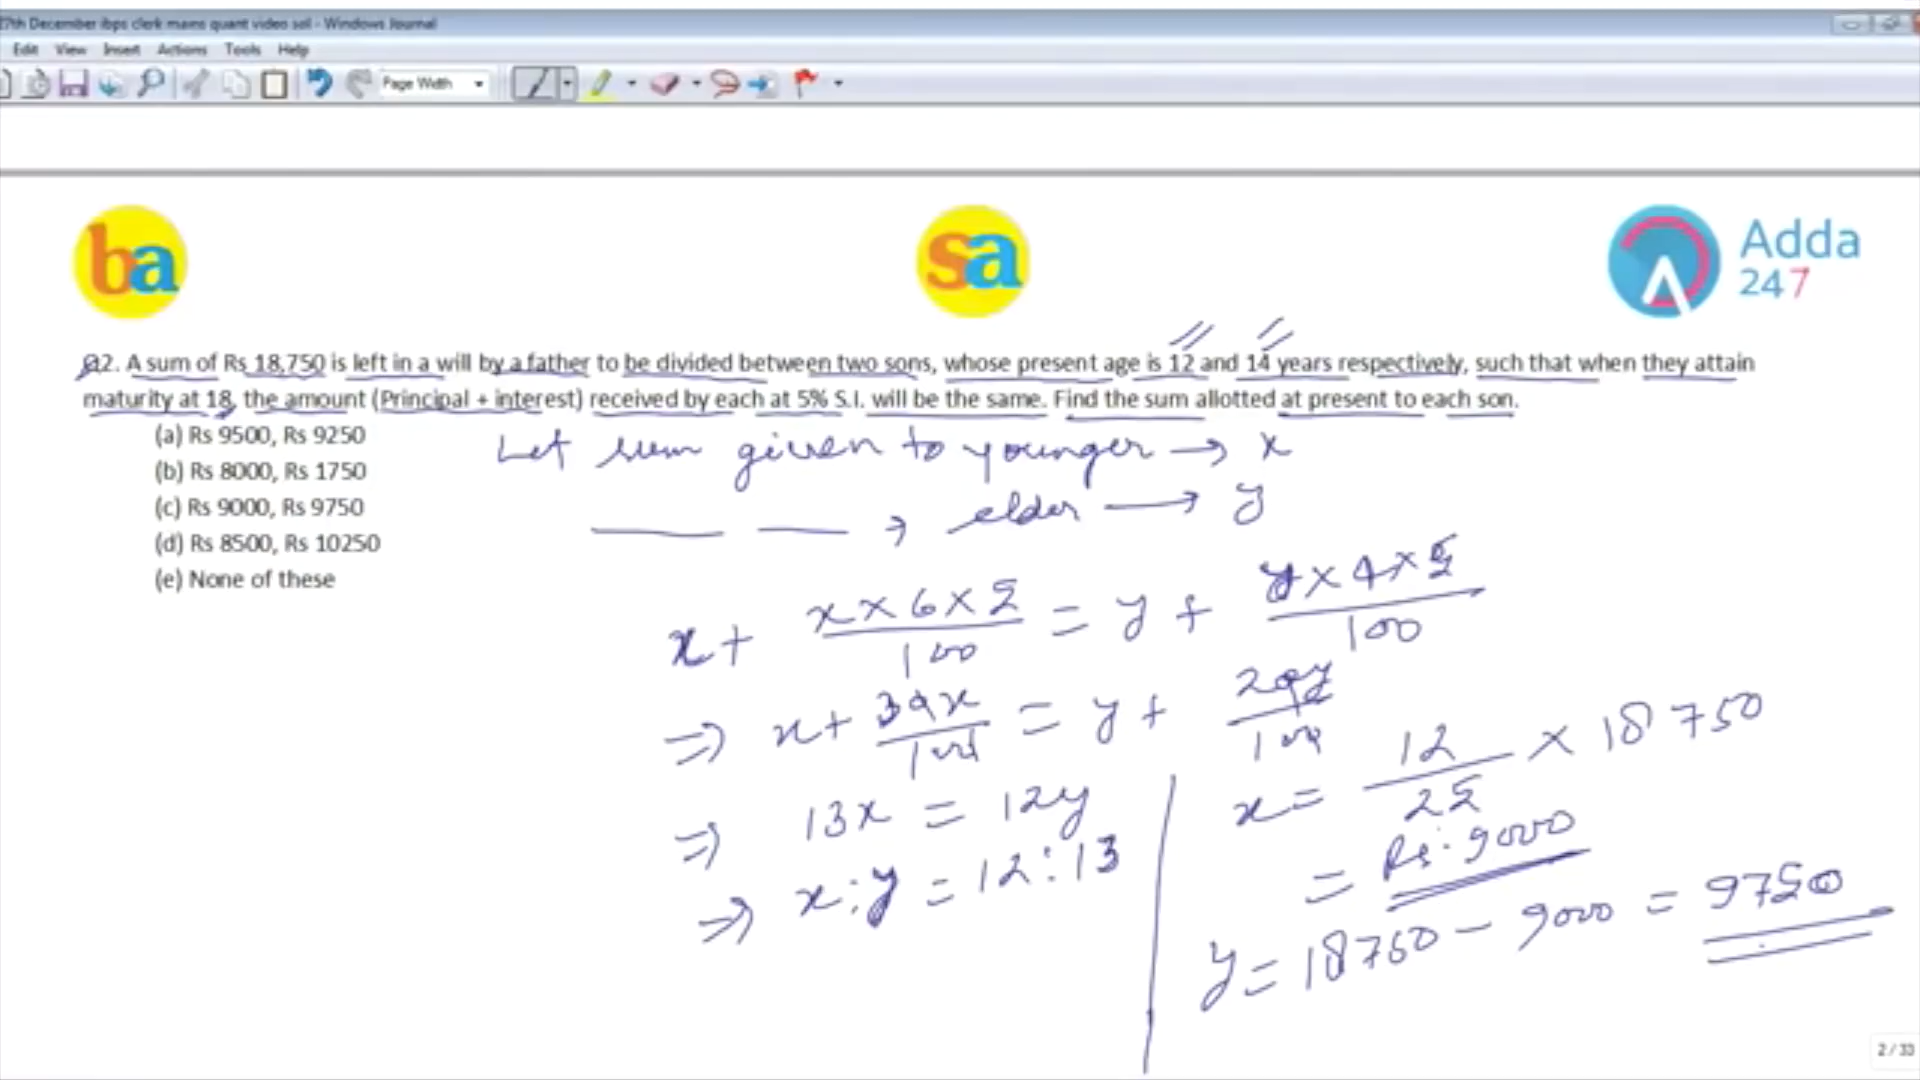 27th December ibps clerk mains quant video sol - Windows Journal
Edit View Insert Actions Tools Help
Page Width
ba
sa
Adda
247
Q2. A sum of Rs 18,750 is left in a will by a father to be divided between two sons, whose present age is 12 and 14 years respectively, such that when they attain
maturity at 18, the amount (Principal + interest) received by each at 5% S.I. will be the same. Find the sum allotted at present to each son.
(a) Rs 9500, Rs 9250
(b) Rs 8000, Rs 1750
(c) Rs 9000, Rs 9750
(d) Rs 8500, Rs 10250
(e) None of these
Let sum given to younger → x
elder → y
x + x×6×5/100 = y + y×4×5/100
⇒ x + 30x/100 = y + 20y/100
⇒ 13x = 12y
⇒ x:y = 12:13
x = 12/25 × 18750
= Rs. 9000
y = 18750 - 9000 = 9750
2 / 33